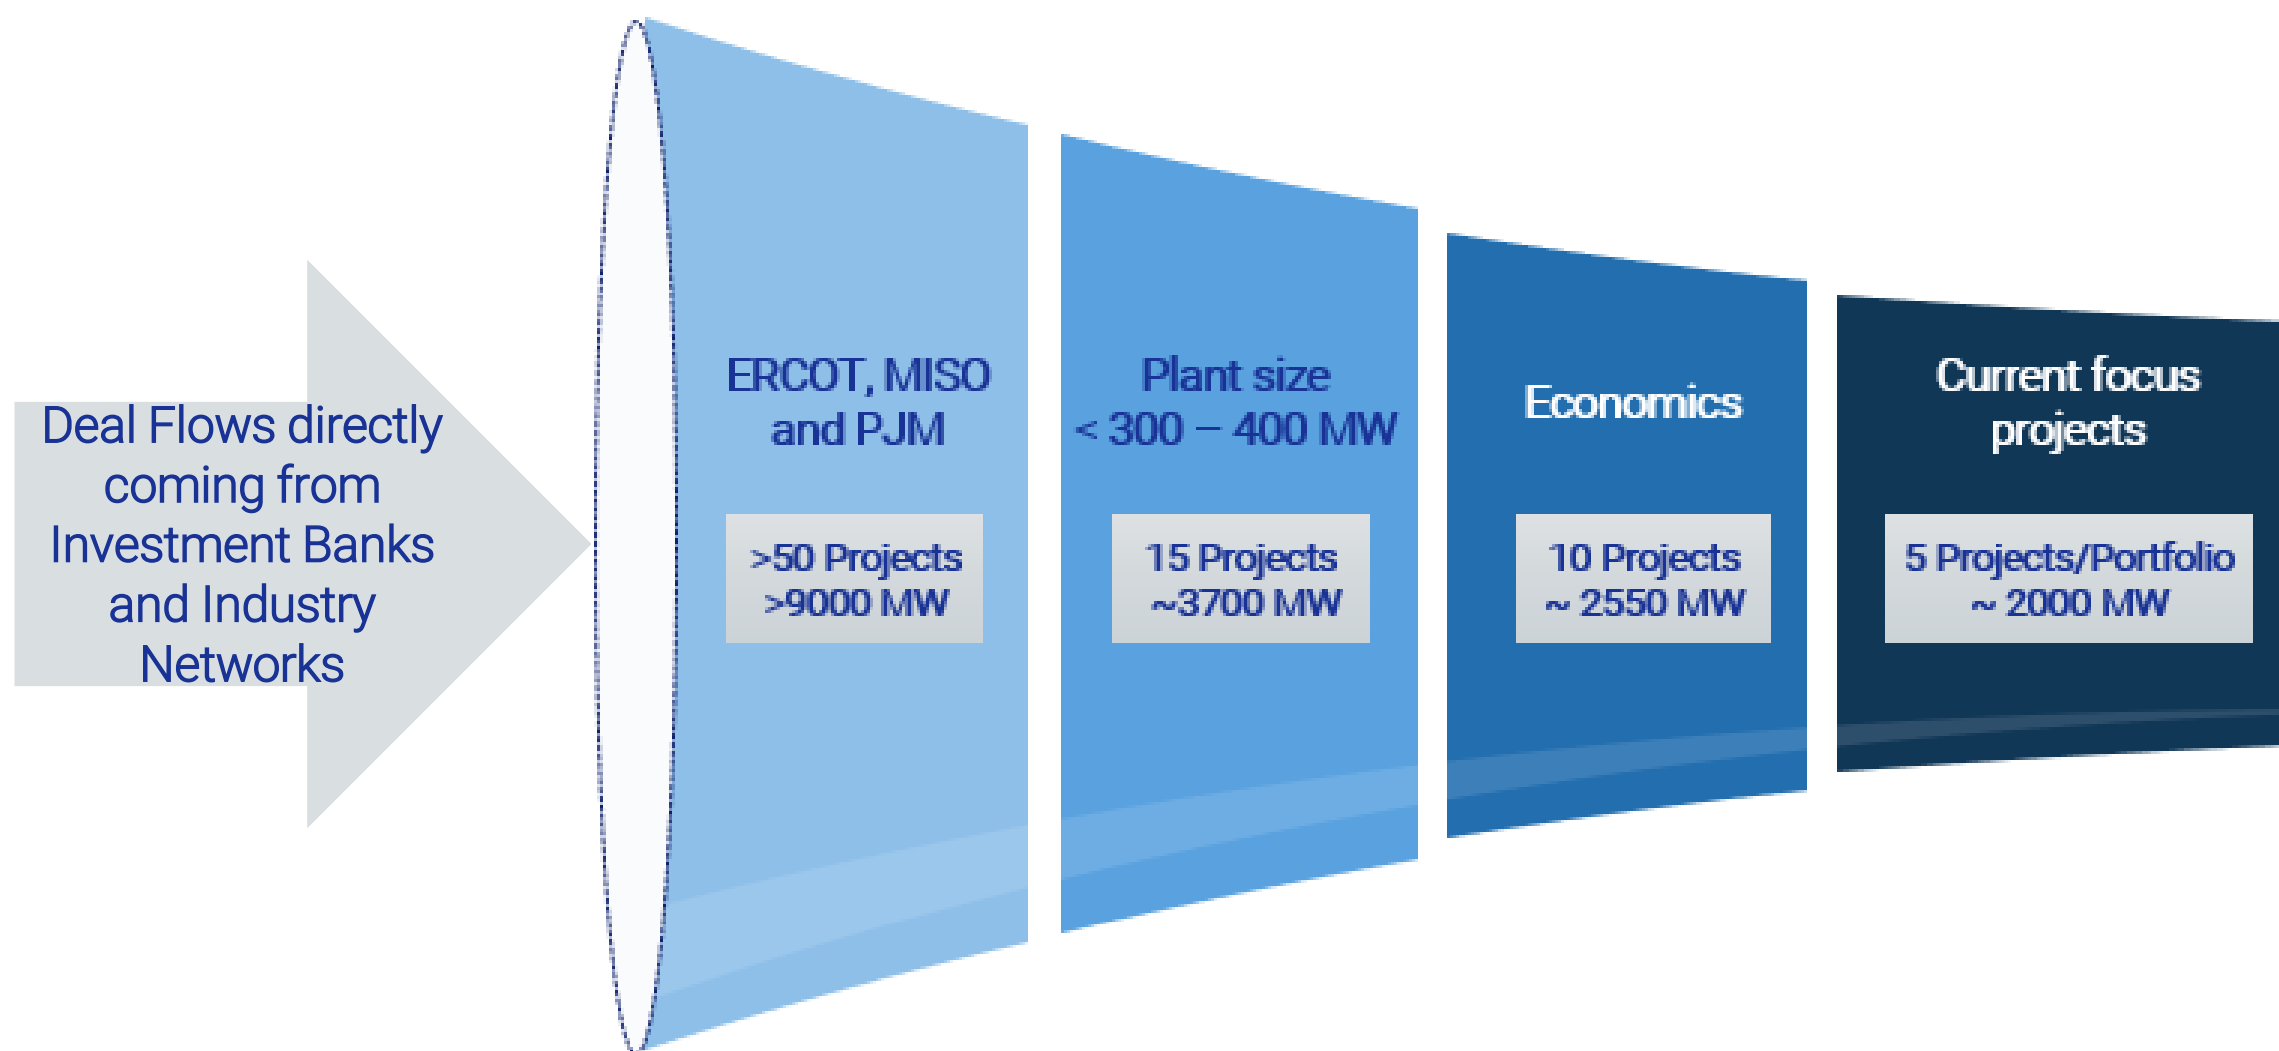 Deal Flows directly
coming from
Investment Banks
and Industry
Networks
ERCOT, MISO
and PJM
>50 Projects
>9000 MW
Plant size
< 300 – 400 MW
15 Projects
~3700 MW
Economics
10 Projects
~ 2550 MW
Current focus
projects
5 Projects/Portfolio
~ 2000 MW